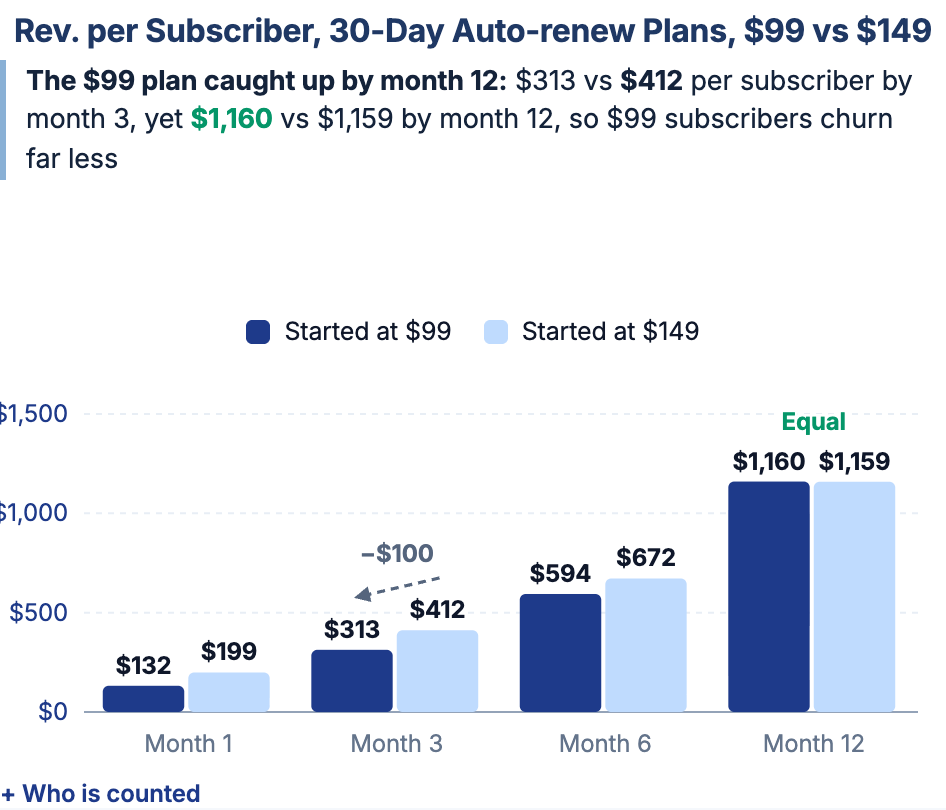 Rev. per Subscriber, 30-Day Auto-renew Plans, $99 vs $149
The $99 plan caught up by month 12: $313 vs $412 per subscriber by
month 3, yet $1,160 vs $1,159 by month 12, so $99 subscribers churn
far less
Started at $99 Started at $149
$1,500
Equal
$1,160 $1,159
$1,000
–$100
$594 $672
$500
$313 $412
$132 $199
$0
Month 1 Month 3 Month 6 Month 12
+ Who is counted